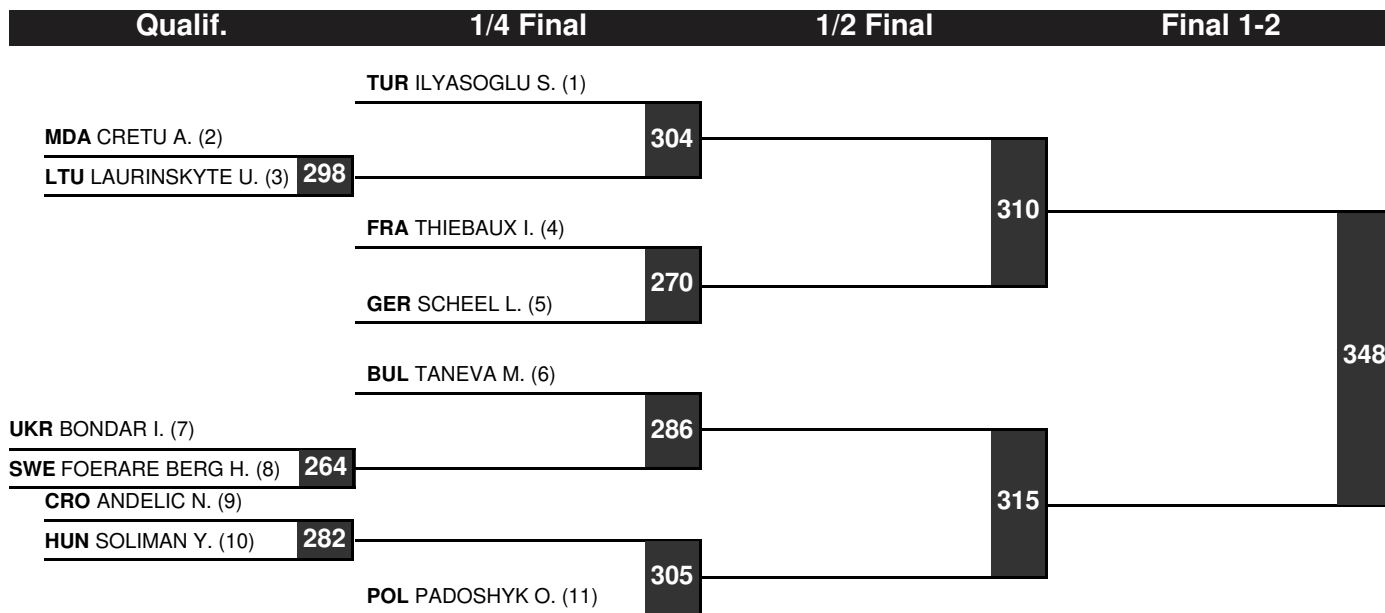 Qualif. 1/4 Final 1/2 Final Final 1-2
TUR ILYASOGLU S. (1)
MDA CRETU A. (2)
304
LTU LAURINSKYTE U. (3) 298
310
FRA THIEBAUX I. (4)
270
GER SCHEEL L. (5)
348
BUL TANEVA M. (6)
UKR BONDAR I. (7)
286
SWE FOERARE BERG H. (8) 264
CRO ANDELIC N. (9)
315
HUN SOLIMAN Y. (10) 282
305
POL PADOSHYK O. (11)